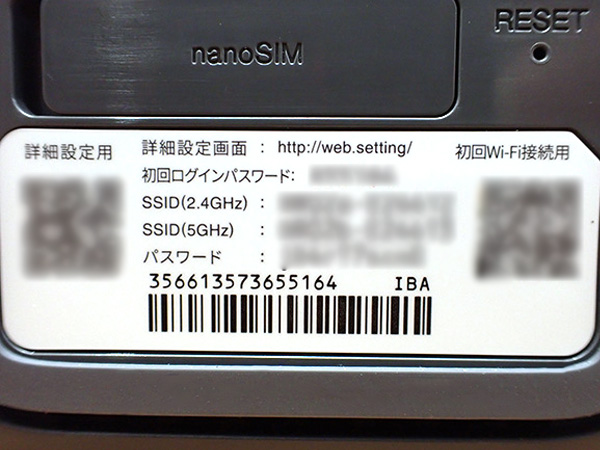 nanoSIM
RESET
詳細設定用
詳細設定画面 : http://web.setting/
初回Wi-Fi接続用
初回ログインパスワード:
SSID(2.4GHz) :
SSID(5GHz) :
パスワード :
356613573655164 IBA